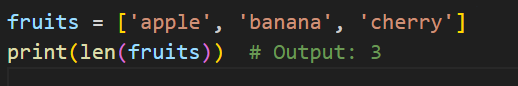 fruits = ['apple', 'banana', 'cherry']
print(len(fruits))  # Output: 3